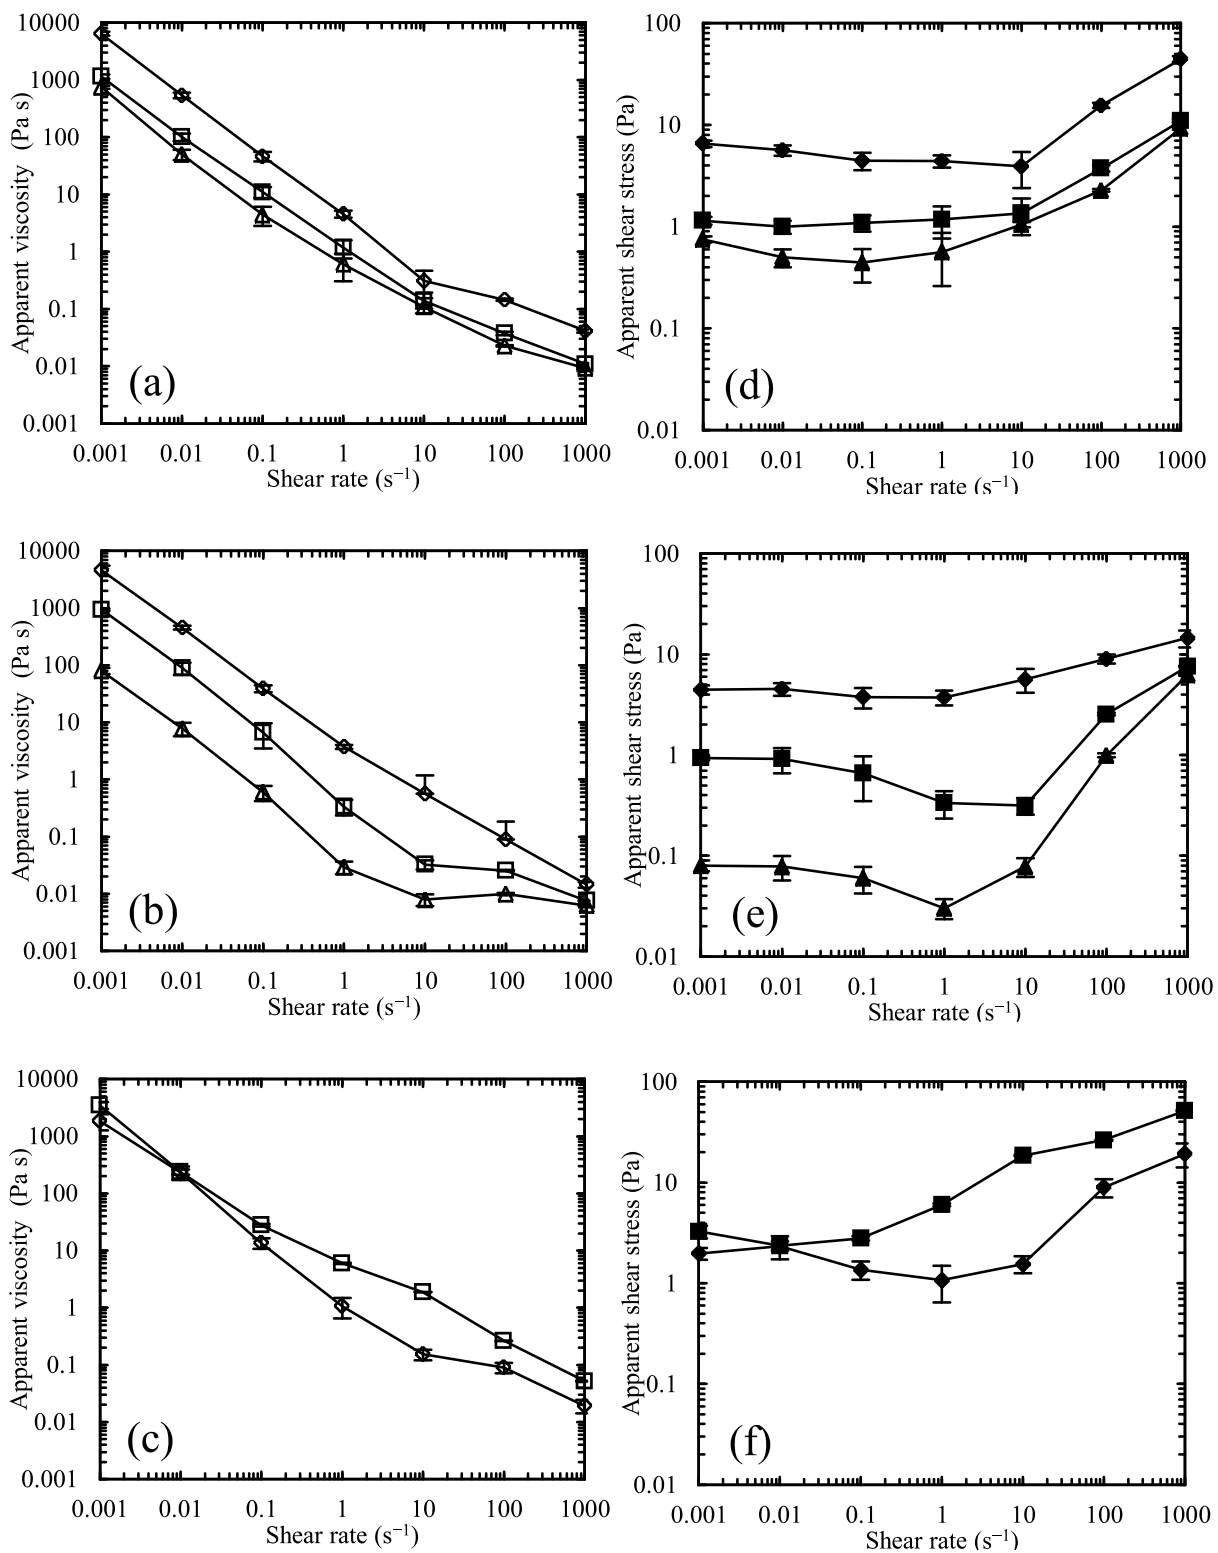 10000
1000
100
10
1
0.1
0.01
0.001
Apparent viscosity (Pa s)
(a)
0.001 0.01 0.1 1 10 100 1000
Shear rate (s⁻¹)
100
10
1
0.1
0.01
Apparent shear stress (Pa)
(d)
0.001 0.01 0.1 1 10 100 1000
Shear rate (s⁻¹)
10000
1000
100
10
1
0.1
0.01
0.001
Apparent viscosity (Pa s)
(b)
0.001 0.01 0.1 1 10 100 1000
Shear rate (s⁻¹)
100
10
1
0.1
0.01
Apparent shear stress (Pa)
(e)
0.001 0.01 0.1 1 10 100 1000
Shear rate (s⁻¹)
10000
1000
100
10
1
0.1
0.01
0.001
Apparent viscosity (Pa s)
(c)
0.001 0.01 0.1 1 10 100 1000
Shear rate (s⁻¹)
100
10
1
0.1
0.01
Apparent shear stress (Pa)
(f)
0.001 0.01 0.1 1 10 100 1000
Shear rate (s⁻¹)